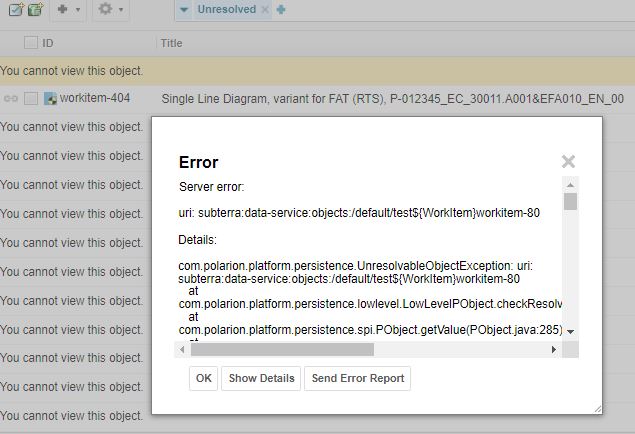 Unresolved
ID Title
You cannot view this object.
workitem-404 Single Line Diagram, variant for FAT (RTS), P-012345_EC_30011.A001&EFA010_EN_00
You cannot view this object.
You cannot view this object.
You cannot view this object.
You cannot view this object.
You cannot view this object.
You cannot view this object.
You cannot view this object.
You cannot view this object.
You cannot view this object.
You cannot view this object.
You cannot view this object.
Error
Server error:
uri: subterra:data-service:objects:/default/test${WorkItem}workitem-80
Details:
com.polarion.platform.persistence.UnresolvableObjectException: uri:
subterra:data-service:objects:/default/test${WorkItem}workitem-80
at
com.polarion.platform.persistence.lowlevel.LowLevelPObject.checkResolv
at
com.polarion.platform.persistence.spi.PObject.getValue(PObject.java:285)
at
OK Show Details Send Error Report